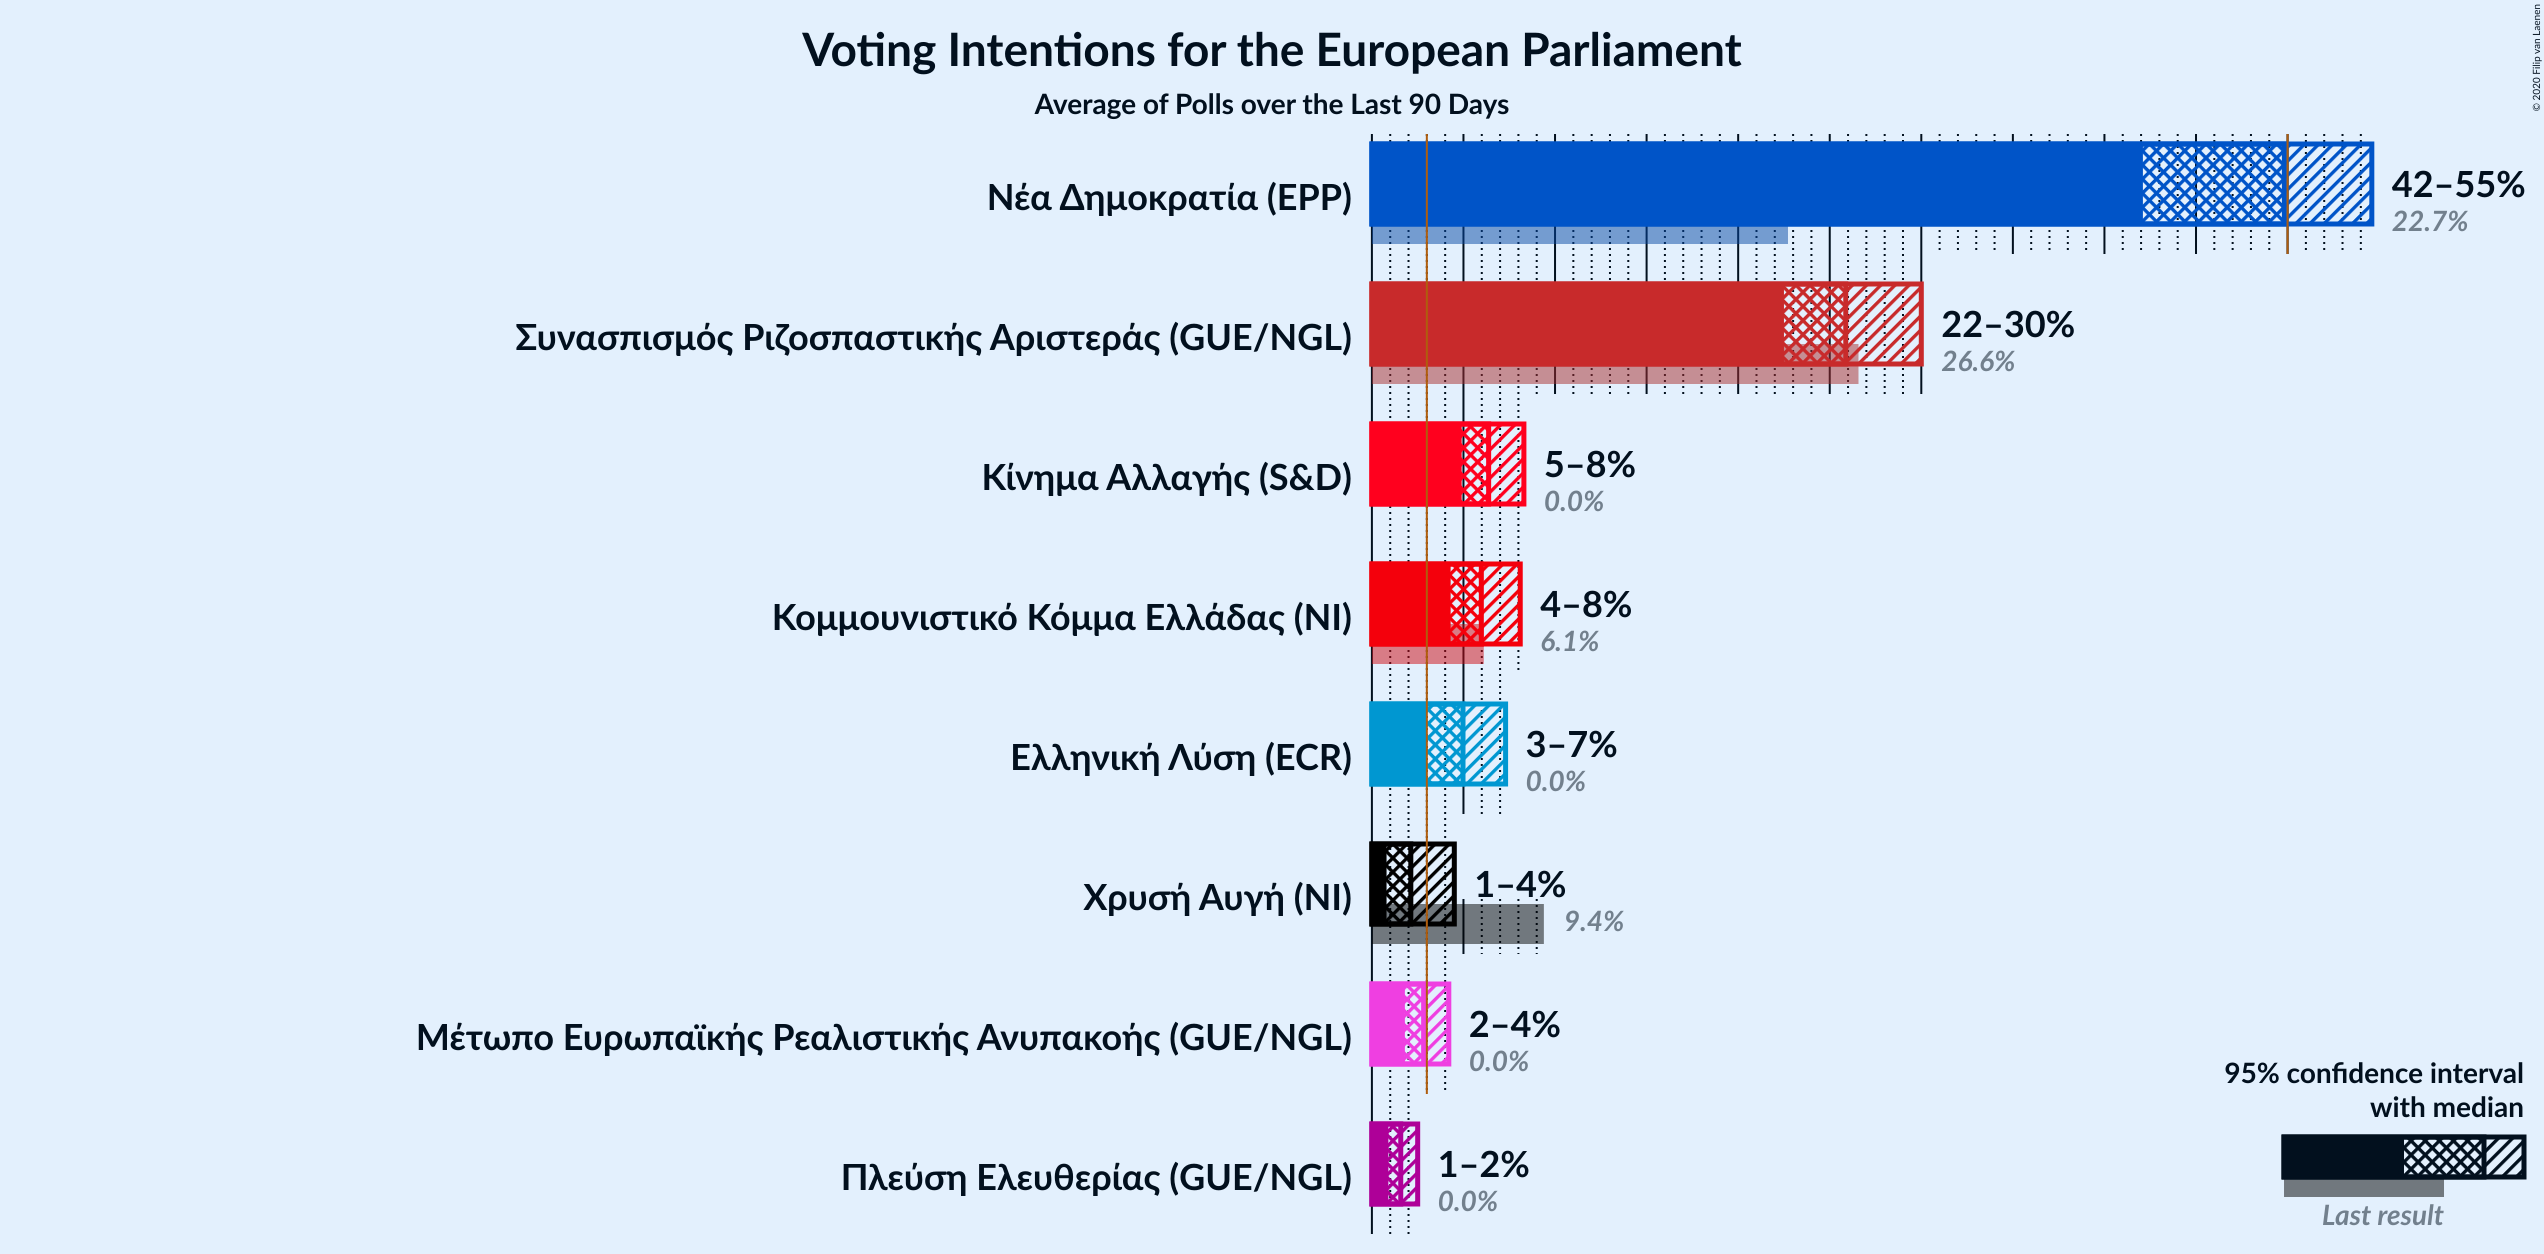 Voting Intentions for the European Parliament
Average of Polls over the Last 90 Days
© 2020 Filip van Laenen
Νέα Δημοκρατία (EPP)
42–55%
22.7%
Συνασπισμός Ριζοσπαστικής Αριστεράς (GUE/NGL)
22–30%
26.6%
Κίνημα Αλλαγής (S&D)
5–8%
0.0%
Κομμουνιστικό Κόμμα Ελλάδας (NI)
4–8%
6.1%
Ελληνική Λύση (ECR)
3–7%
0.0%
Χρυσή Αυγή (NI)
1–4%
9.4%
Μέτωπο Ευρωπαϊκής Ρεαλιστικής Ανυπακοής (GUE/NGL)
2–4%
0.0%
Πλεύση Ελευθερίας (GUE/NGL)
1–2%
0.0%
95% confidence interval
with median
Last result